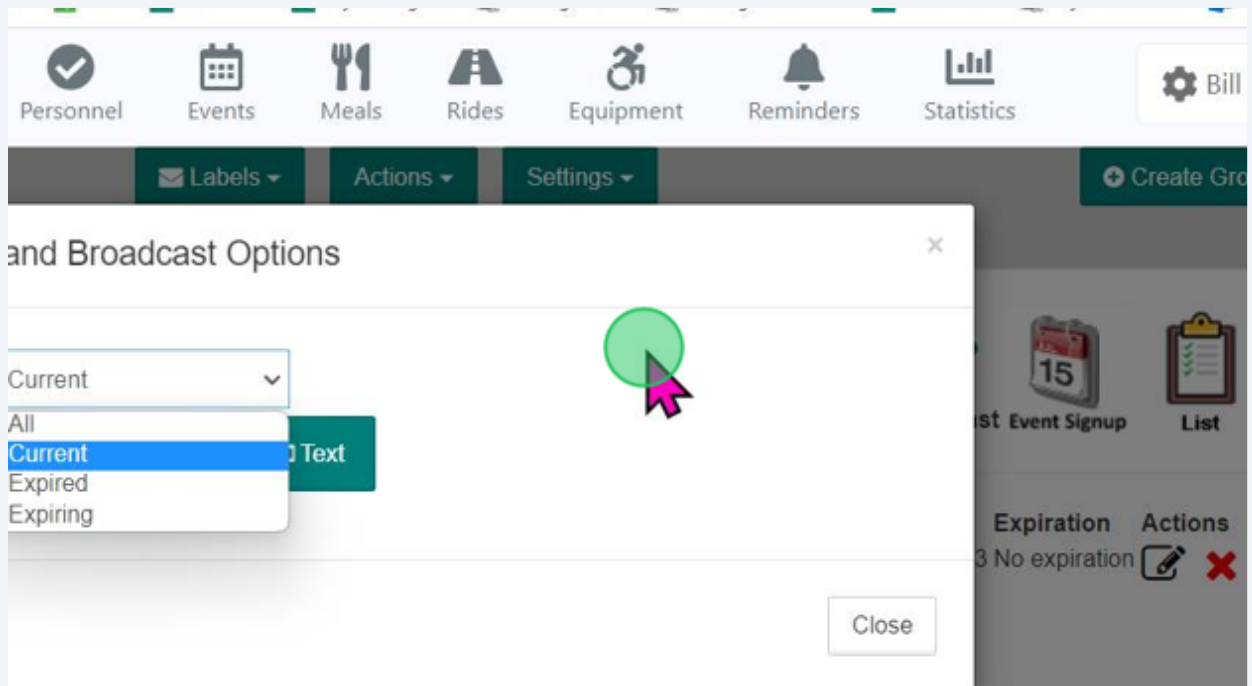 Personnel Events Meals Rides Equipment Reminders Statistics
Bill
Labels Actions Settings
Create Gro
and Broadcast Options
×
Current
All
Current
Expired
Expiring
Text
15
Event Signup
List
Expiration Actions
3 No expiration
Close